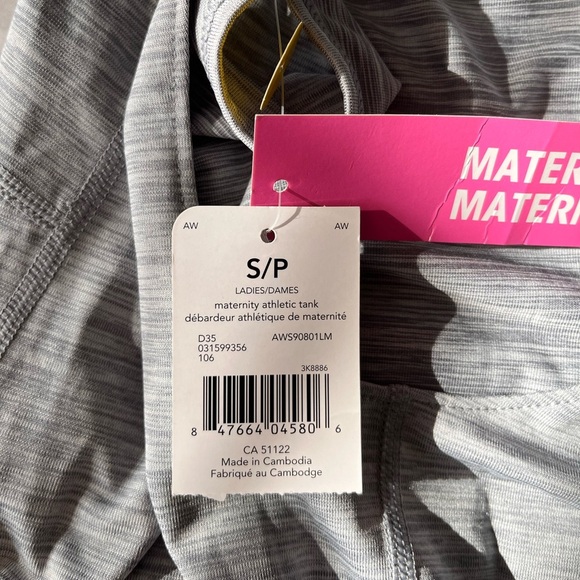 MATER
MATERN
AW AW
S/P
LADIES/DAMES
maternity athletic tank
débardeur athlétique de maternité
D35
031599356 AWS90801LM
106
3K8886
8 47664 04580 6
CA 51122
Made in Cambodia
Fabriqué au Cambodge